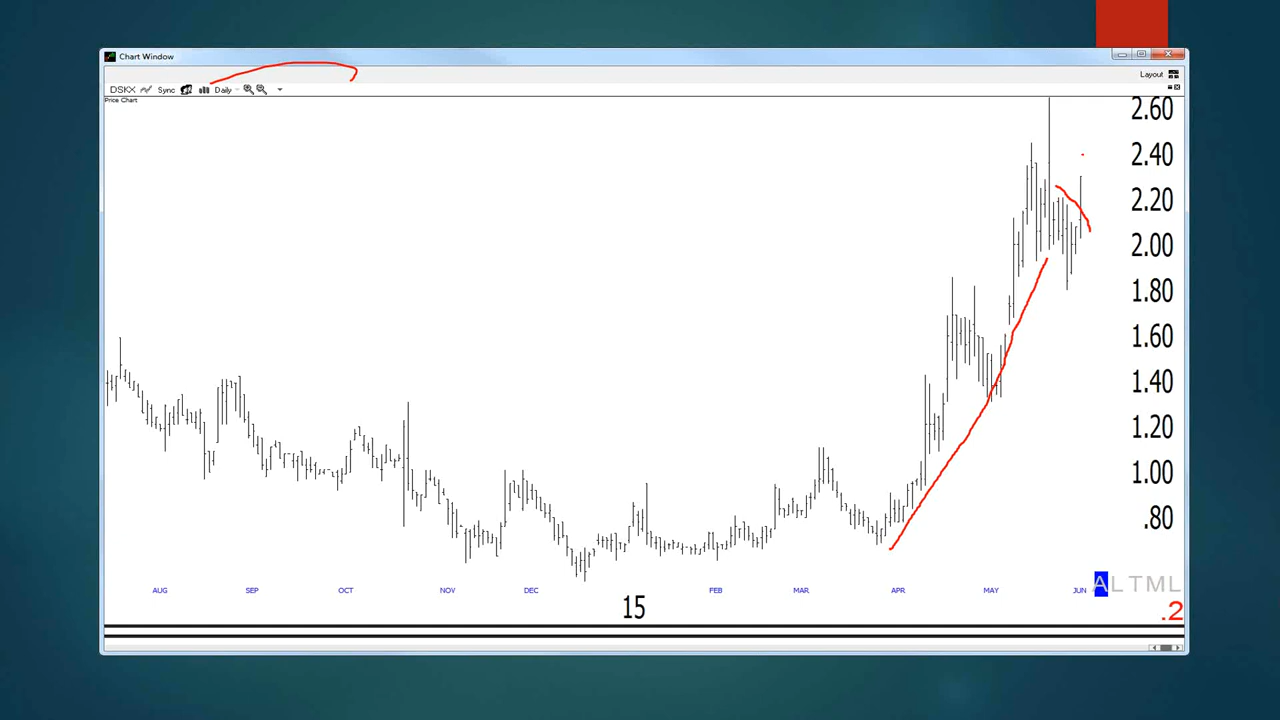 Chart Window
Layout
DSKX Sync Daily
Price Chart
2.60
2.40
2.20
2.00
1.80
1.60
1.40
1.20
1.00
.80
AUG SEP OCT NOV DEC 15 FEB MAR APR MAY JUN
ALTML
.2